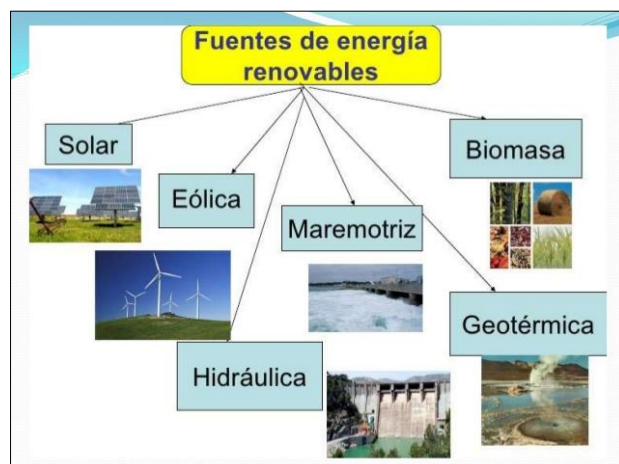 Fuentes de energía
renovables
Solar
Biomasa
Eólica
Maremotriz
Geotérmica
Hidráulica